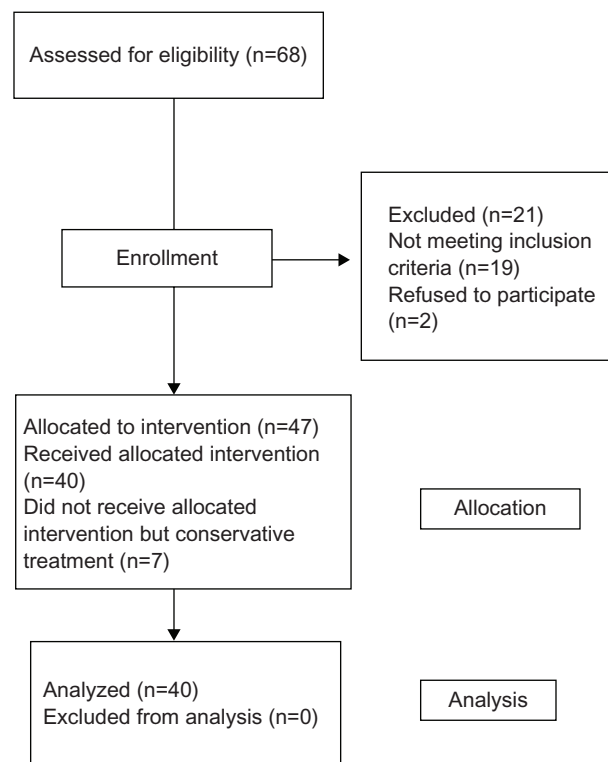 Assessed for eligibility (n=68)
Enrollment
Excluded (n=21)
Not meeting inclusion
criteria (n=19)
Refused to participate
(n=2)
Allocated to intervention (n=47)
Received allocated intervention
(n=40)
Did not receive allocated
intervention but conservative
treatment (n=7)
Allocation
Analyzed (n=40)
Excluded from analysis (n=0)
Analysis